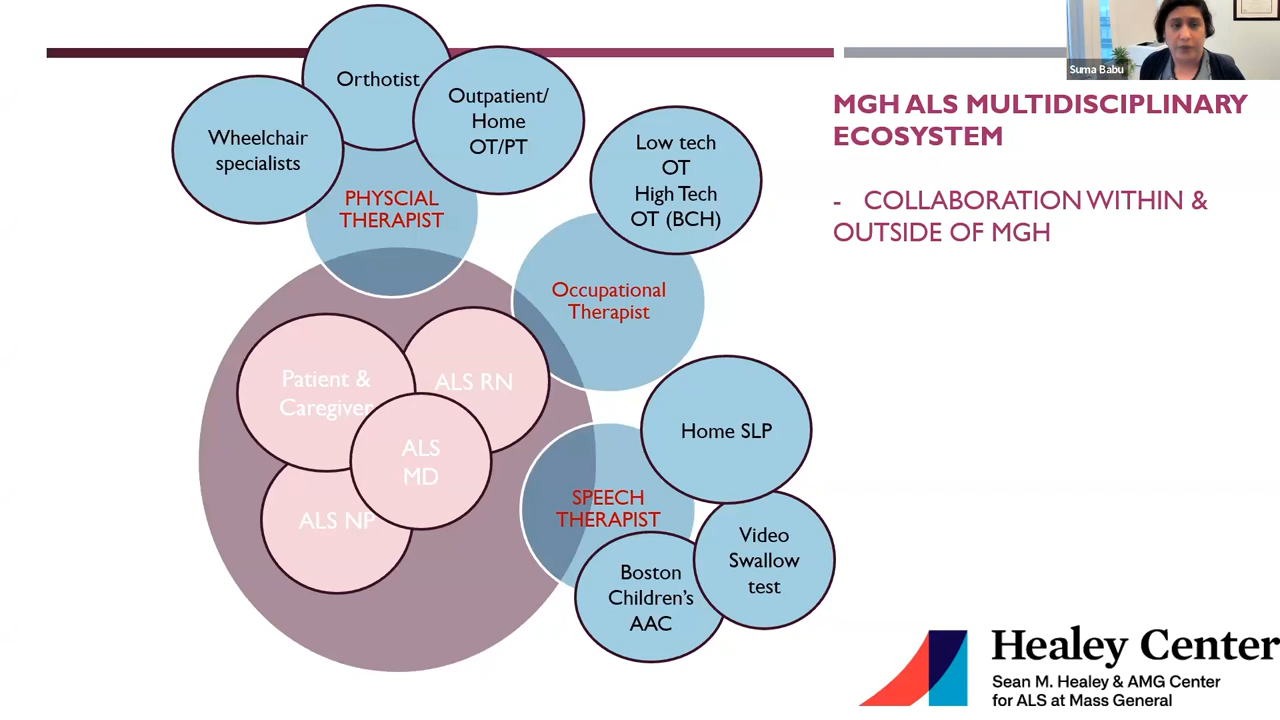 Suma Babu
MGH ALS MULTIDISCIPLINARY
ECOSYSTEM
- COLLABORATION WITHIN &
OUTSIDE OF MGH
Orthotist
Outpatient/
Home
OT/PT
Wheelchair
specialists
PHYSCIAL
THERAPIST
Low tech
OT
High Tech
OT (BCH)
Occupational
Therapist
Patient &
Caregiver
ALS RN
ALS
MD
ALS NP
Home SLP
SPEECH
THERAPIST
Video
Swallow
test
Boston
Children's
AAC
Healey Center
Sean M. Healey & AMG Center
for ALS at Mass General